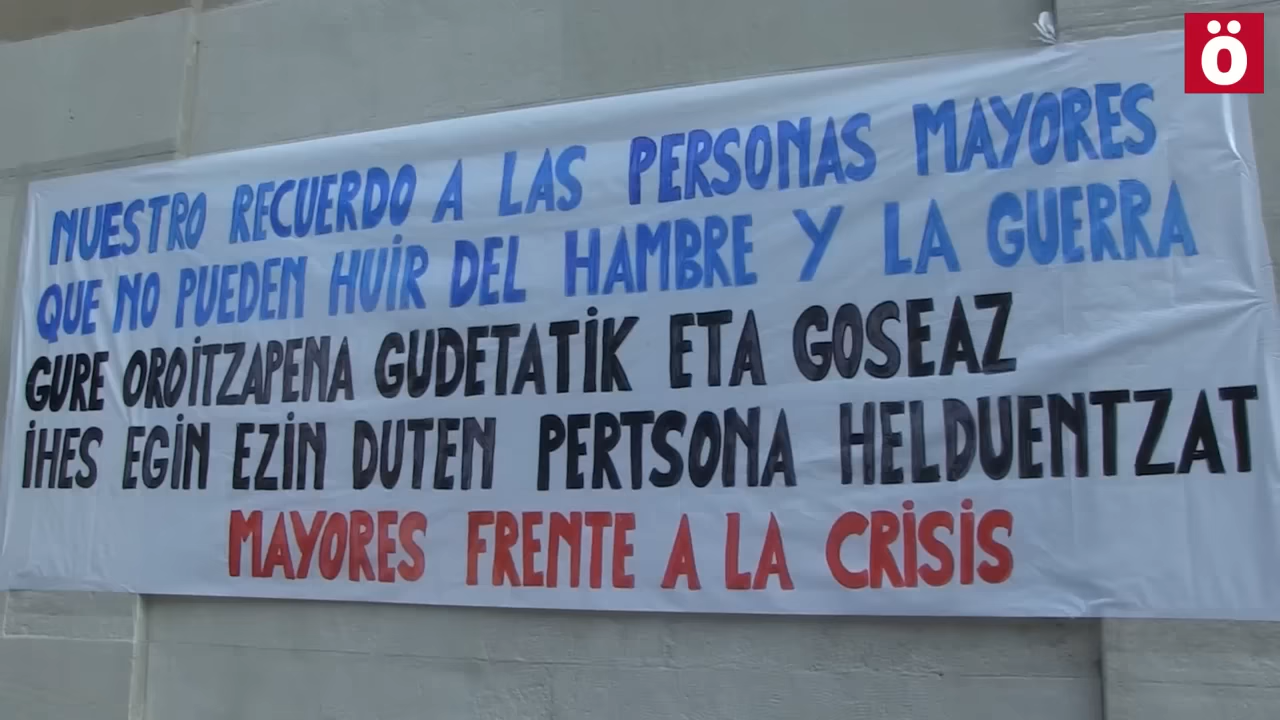 ö
NUESTRO RECUERDO A LAS PERSONAS MAYORES
QUE NO PUEDEN HUIR DEL HAMBRE Y LA GUERRA
GURE OROITZAPENA GUDETATIK ETA GOSEAZ
IHES EGIN EZIN DUTEN PERTSONA HELDUENTZAT
MAYORES FRENTE A LA CRISIS